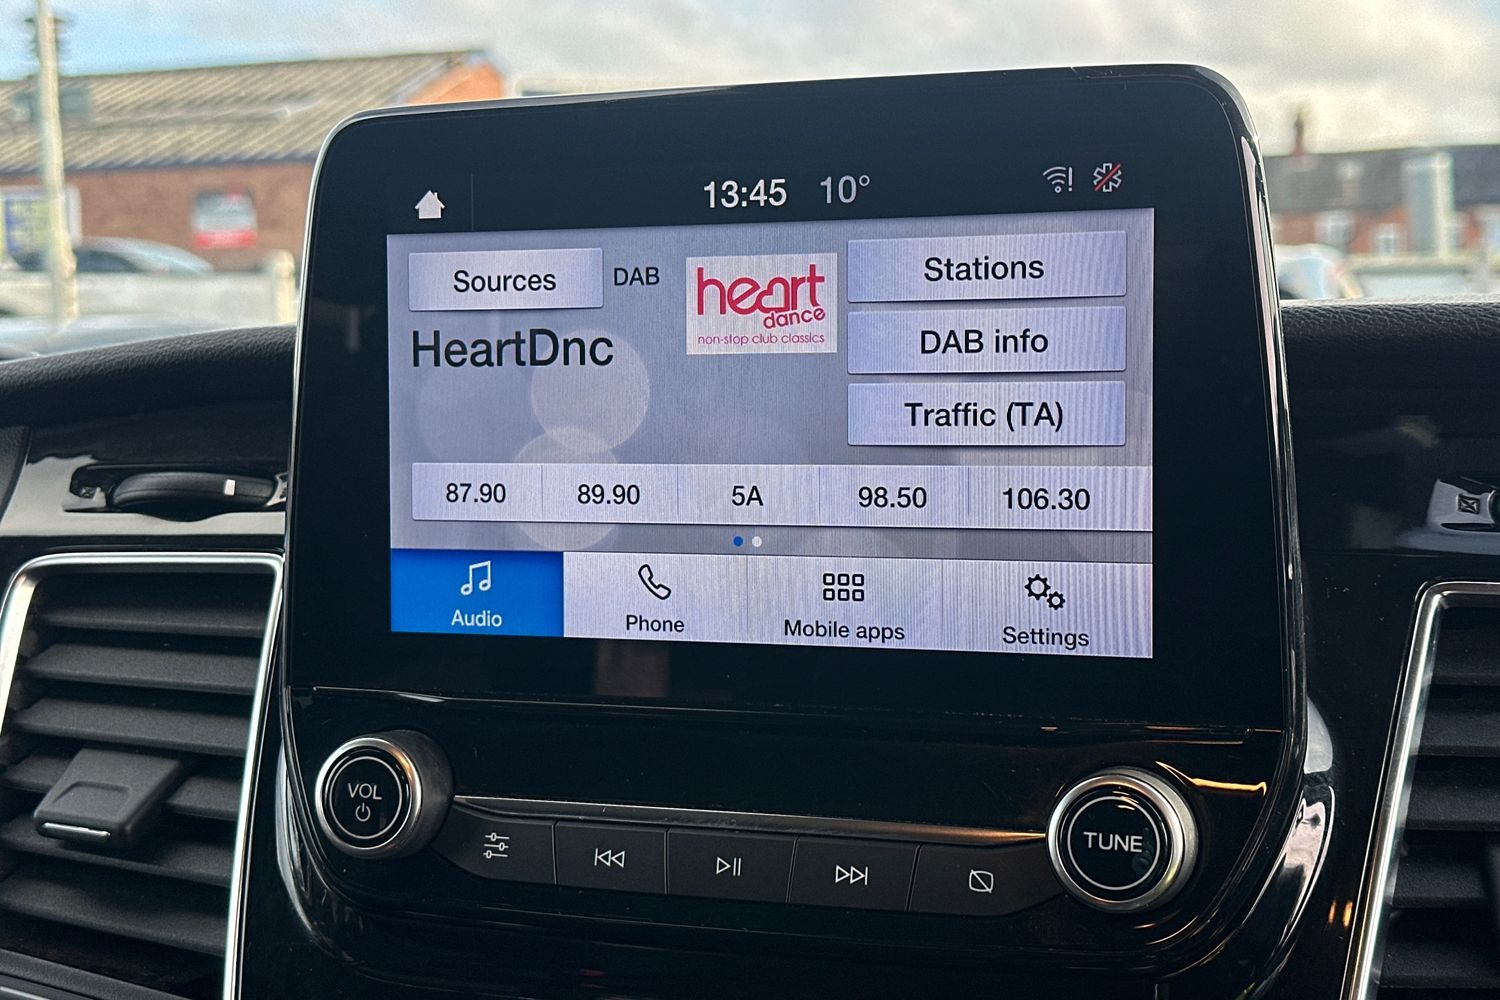 13:45 10°
Sources DAB
heart
dance
non-stop club classics
Stations
HeartDnc
DAB info
Traffic (TA)
87.90 89.90 5A 98.50 106.30
Audio Phone Mobile apps Settings
VOL
TUNE